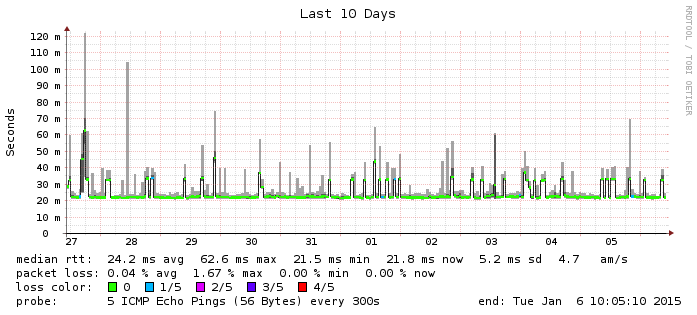 Last 10 Days
RRDTOOL / TOBI OETIKER
Seconds
120 m
110 m
100 m
90 m
80 m
70 m
60 m
50 m
40 m
30 m
20 m
10 m
0
27 28 29 30 31 01 02 03 04 05
median rtt: 24.2 ms avg 62.6 ms max 21.5 ms min 21.8 ms now 5.2 ms sd 4.7 am/s
packet loss: 0.04 % avg 1.67 % max 0.00 % min 0.00 % now
loss color: 0 1/5 2/5 3/5 4/5
probe: 5 ICMP Echo Pings (56 Bytes) every 300s end: Tue Jan 6 10:05:10 2015